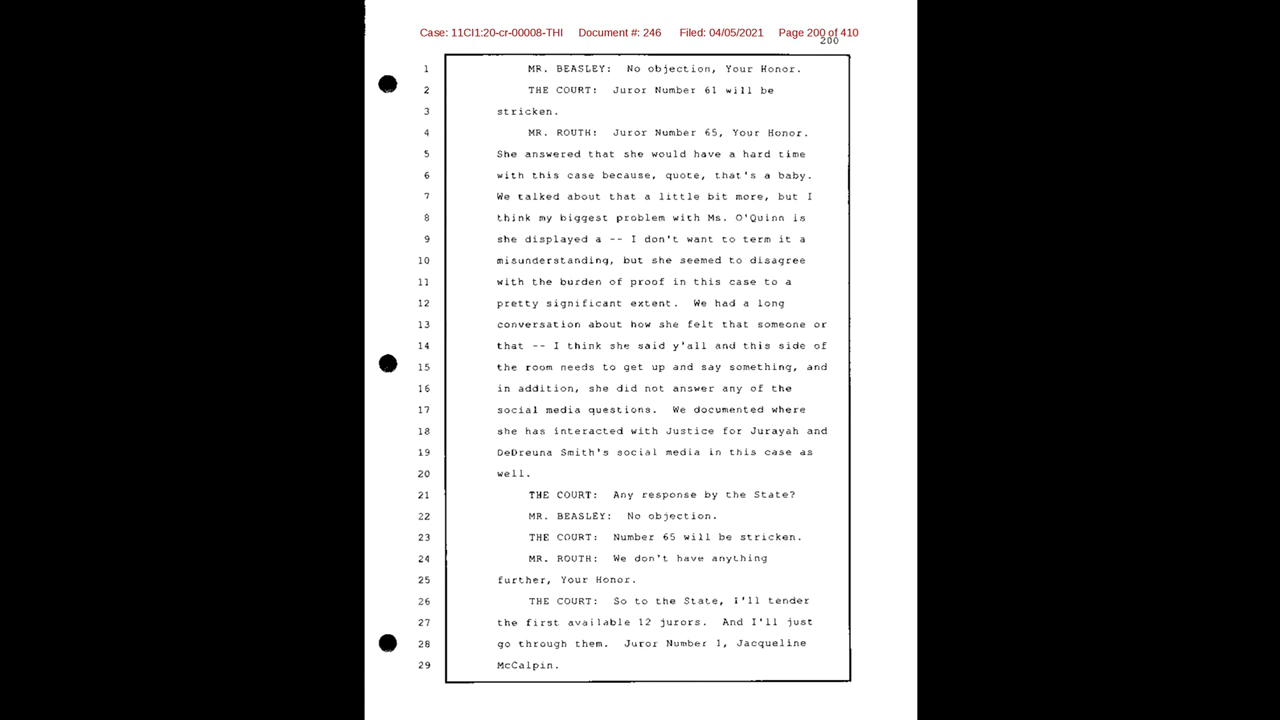 Case: 11CI1:20-cr-00008-THI Document #: 246 Filed: 04/05/2021 Page 200 of 410
200
1 MR. BEASLEY: No objection, Your Honor.
2 THE COURT: Juror Number 61 will be
3 stricken.
4 MR. ROUTH: Juror Number 65, Your Honor.
5 She answered that she would have a hard time
6 with this case because, quote, that's a baby.
7 We talked about that a little bit more, but I
8 think my biggest problem with Ms. O'Quinn is
9 she displayed a -- I don't want to term it a
10 misunderstanding, but she seemed to disagree
11 with the burden of proof in this case to a
12 pretty significant extent. We had a long
13 conversation about how she felt that someone or
14 that -- I think she said y'all and this side of
15 the room needs to get up and say something, and
16 in addition, she did not answer any of the
17 social media questions. We documented where
18 she has interacted with Justice for Jurayah and
19 DeDreuna Smith's social media in this case as
20 well.
21 THE COURT: Any response by the State?
22 MR. BEASLEY: No objection.
23 THE COURT: Number 65 will be stricken.
24 MR. ROUTH: We don't have anything
25 further, Your Honor.
26 THE COURT: So to the State, I'll tender
27 the first available 12 jurors. And I'll just
28 go through them. Juror Number 1, Jacqueline
29 McCalpin.